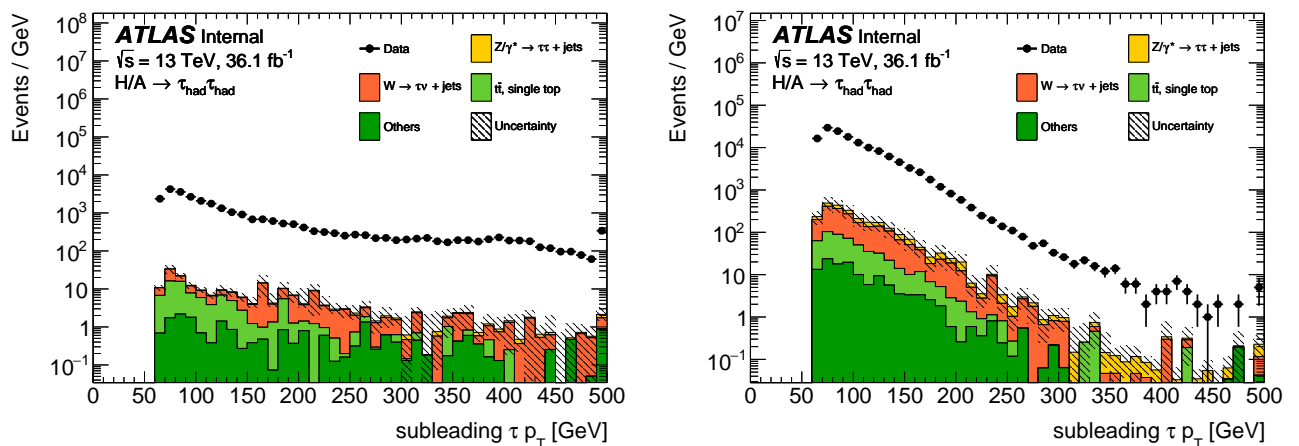 Events / GeV
10⁸
10⁷
10⁶
10⁵
10⁴
10³
10²
10
1
10⁻¹
ATLAS Internal
√s = 13 TeV, 36.1 fb⁻¹
H/A → τhadτhad
Data
W → τν + jets
Others
Z/γ* → ττ + jets
tt̄, single top
Uncertainty
0 50 100 150 200 250 300 350 400 450 500
subleading τ pT [GeV]
Events / GeV
10⁷
10⁶
10⁵
10⁴
10³
10²
10
1
10⁻¹
ATLAS Internal
√s = 13 TeV, 36.1 fb⁻¹
H/A → τhadτhad
Data
W → τν + jets
Others
Z/γ* → ττ + jets
tt̄, single top
Uncertainty
0 50 100 150 200 250 300 350 400 450 500
subleading τ pT [GeV]